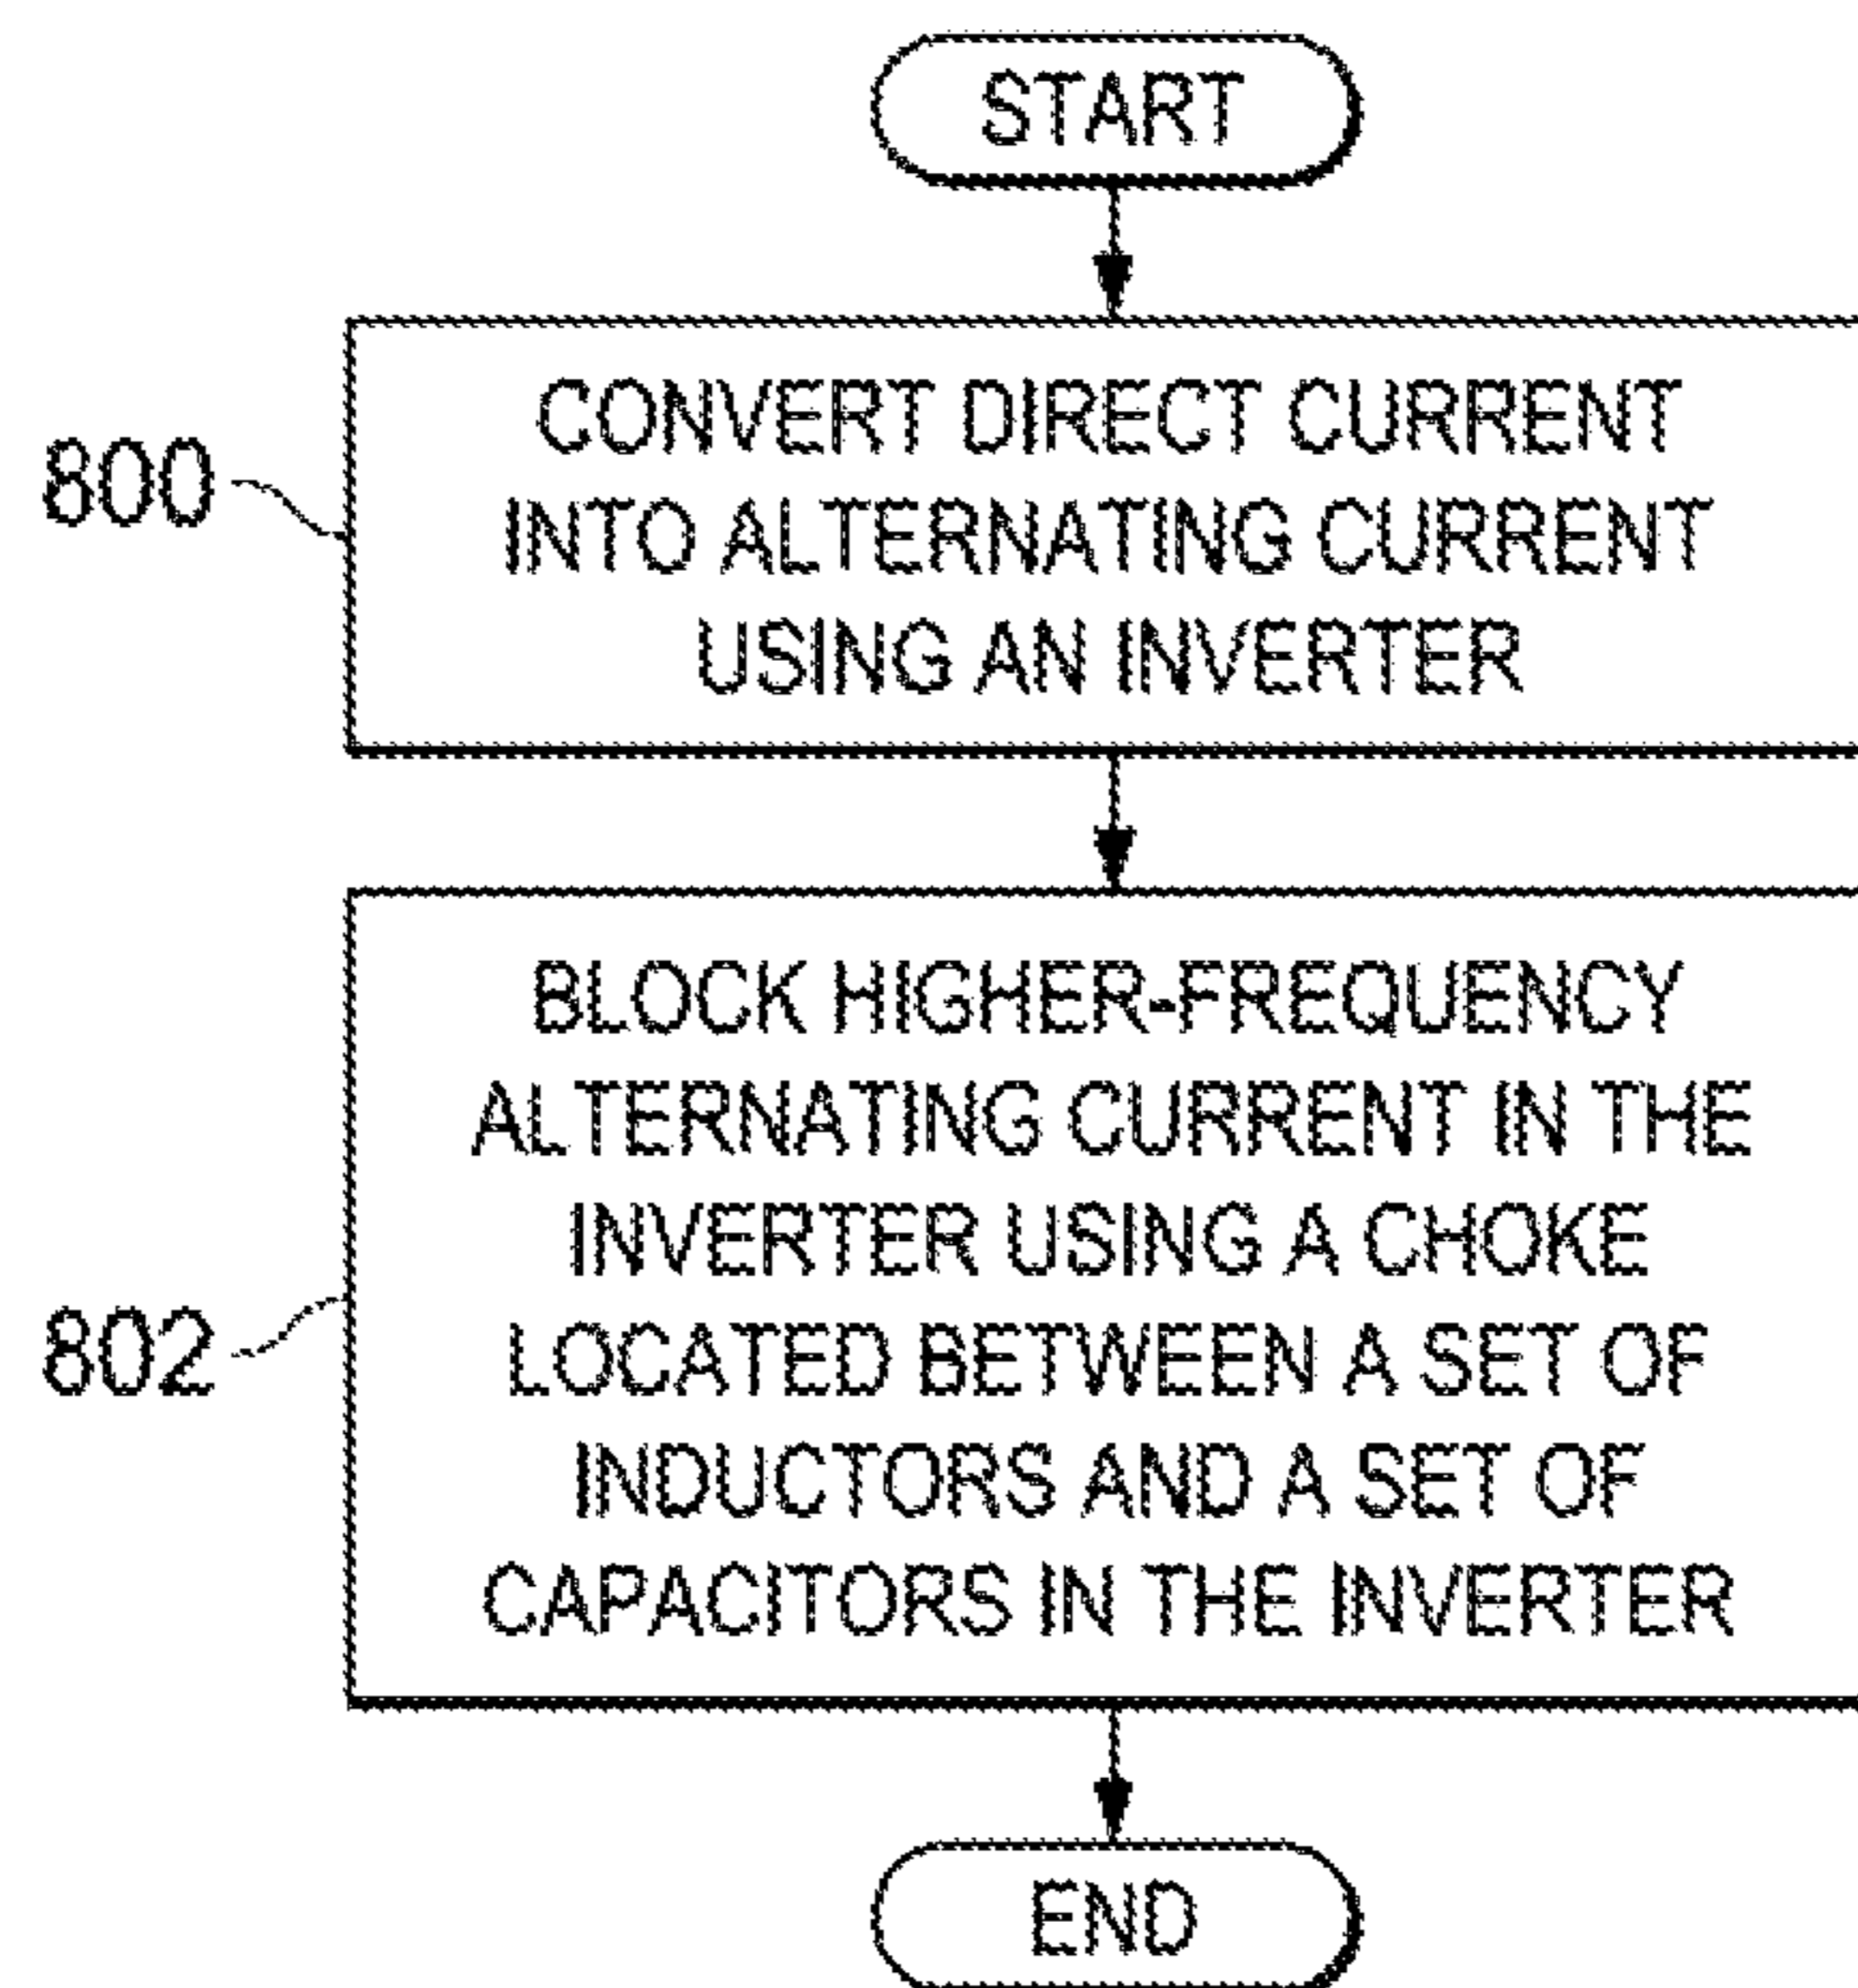 START
800
CONVERT DIRECT CURRENT
INTO ALTERNATING CURRENT
USING AN INVERTER
802
BLOCK HIGHER-FREQUENCY
ALTERNATING CURRENT IN THE
INVERTER USING A CHOKE
LOCATED BETWEEN A SET OF
INDUCTORS AND A SET OF
CAPACITORS IN THE INVERTER
END